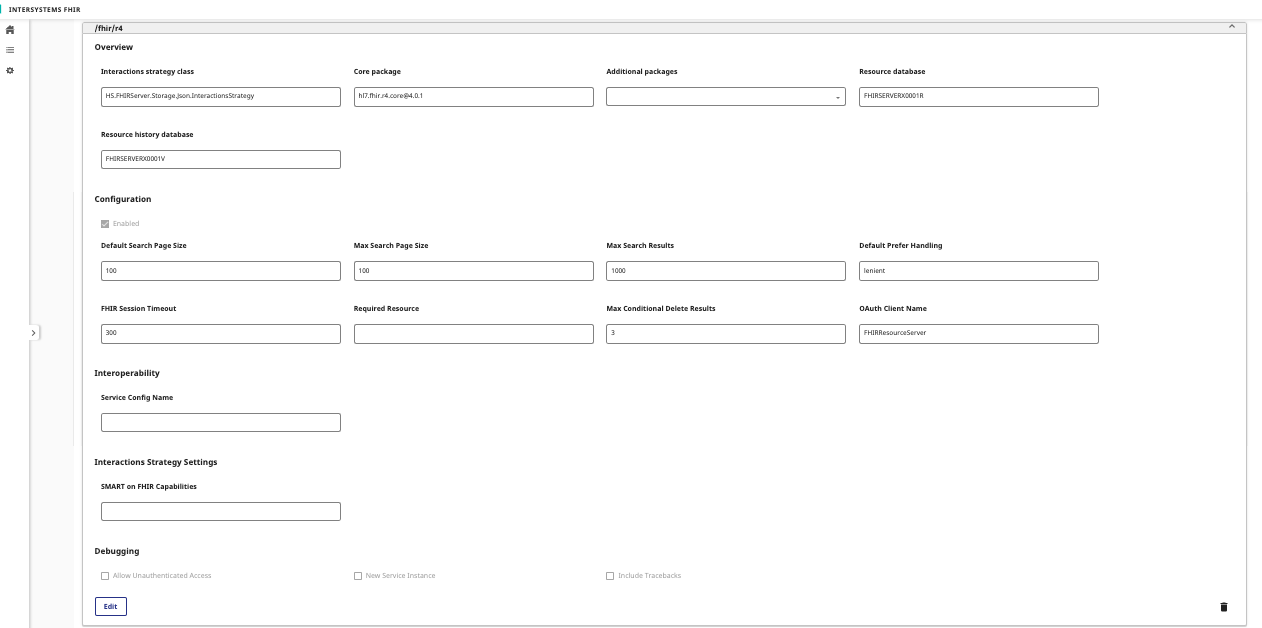 INTERSYSTEMS FHIR
/fhir/r4
Overview
Interactions strategy class
Core package
Additional packages
Resource database
HS.FHIRServer.Storage.Json.InteractionsStrategy
hl7.fhir.r4.core@4.0.1
FHIRSERVERX0001R
Resource history database
FHIRSERVERX0001V
Configuration
Enabled
Default Search Page Size
Max Search Page Size
Max Search Results
Default Prefer Handling
100
100
1000
lenient
FHIR Session Timeout
Required Resource
Max Conditional Delete Results
OAuth Client Name
300
3
FHIRResourceServer
Interoperability
Service Config Name
Interactions Strategy Settings
SMART on FHIR Capabilities
Debugging
Allow Unauthenticated Access
New Service Instance
Include Tracebacks
Edit